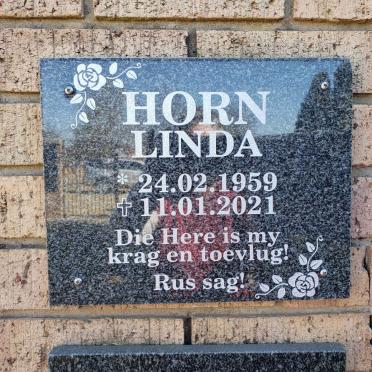 HORN
LINDA
* 24.02.1959
✝ 11.01.2021
Die Here is my
krag en toevlug!
Rus sag!